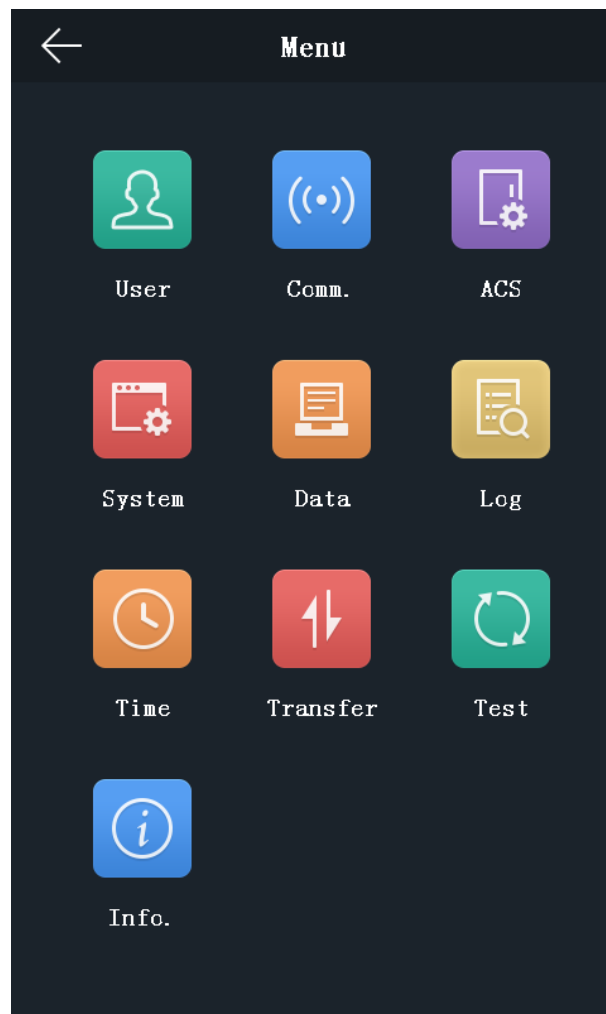 Menu
User
Comm.
ACS
System
Data
Log
Time
Transfer
Test
Info.